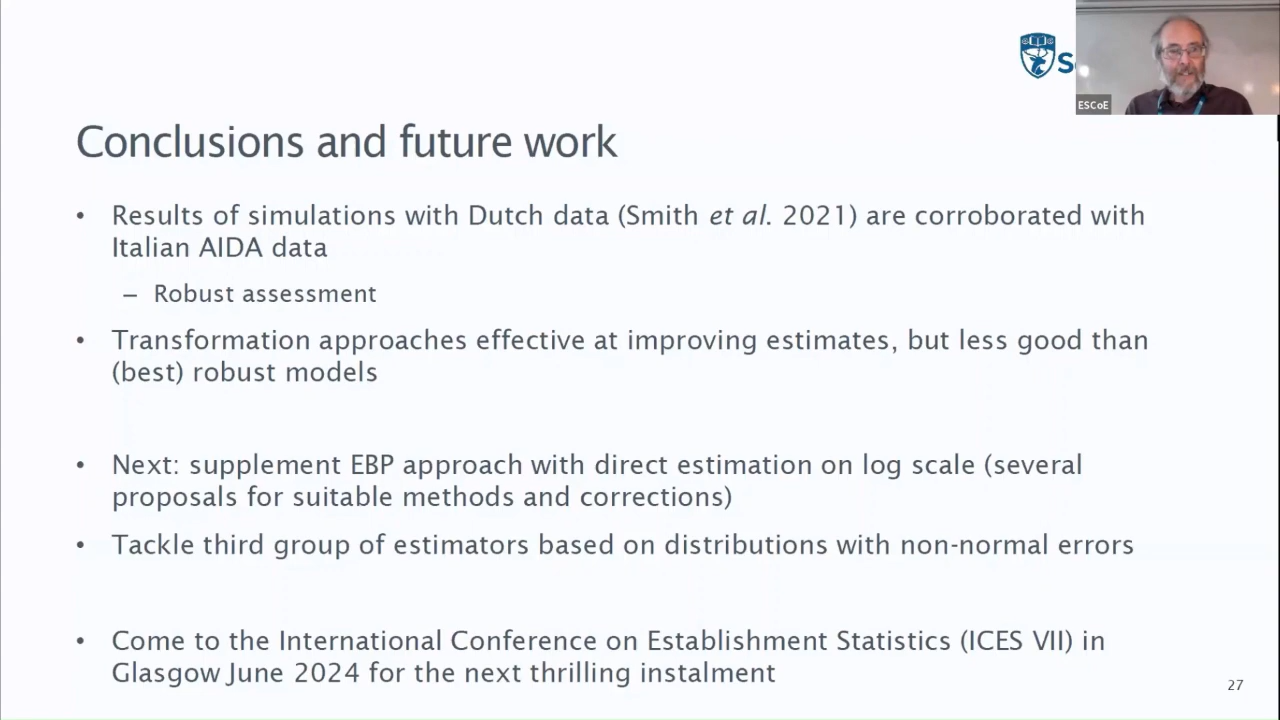 S
ESCoE
Conclusions and future work
• Results of simulations with Dutch data (Smith et al. 2021) are corroborated with
Italian AIDA data
– Robust assessment
• Transformation approaches effective at improving estimates, but less good than
(best) robust models
• Next: supplement EBP approach with direct estimation on log scale (several
proposals for suitable methods and corrections)
• Tackle third group of estimators based on distributions with non-normal errors
• Come to the International Conference on Establishment Statistics (ICES VII) in
Glasgow June 2024 for the next thrilling instalment
27